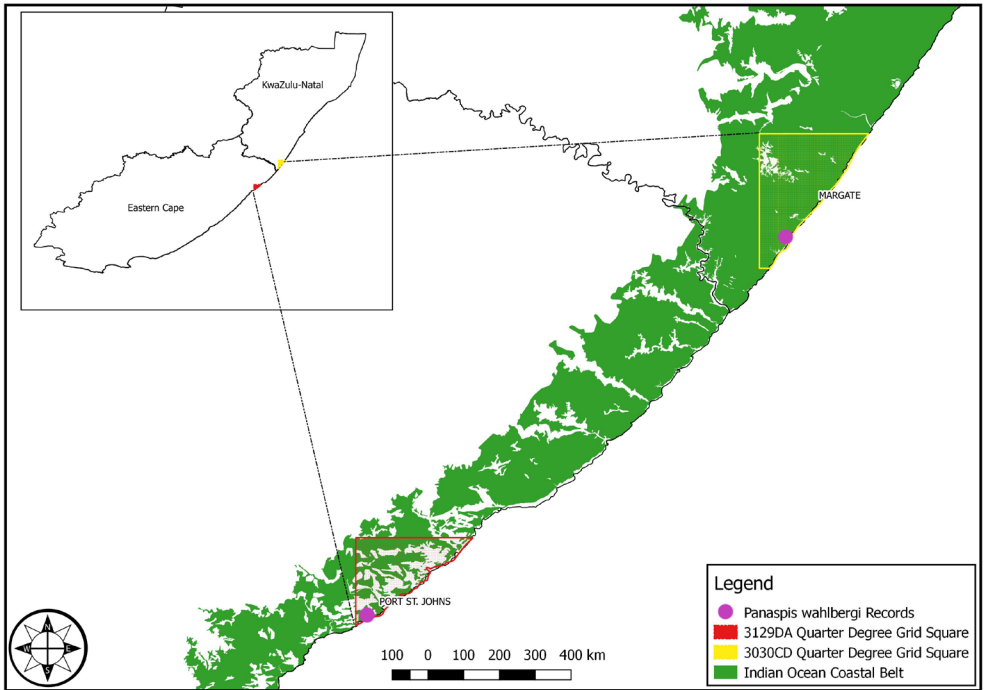 KwaZulu-Natal
Eastern Cape
MARGATE
PORT ST. JOHNS
N
W
E
S
100 0 100 200 300 400 km
Legend
Panaspis wahlbergi Records
3129DA Quarter Degree Grid Square
3030CD Quarter Degree Grid Square
Indian Ocean Coastal Belt